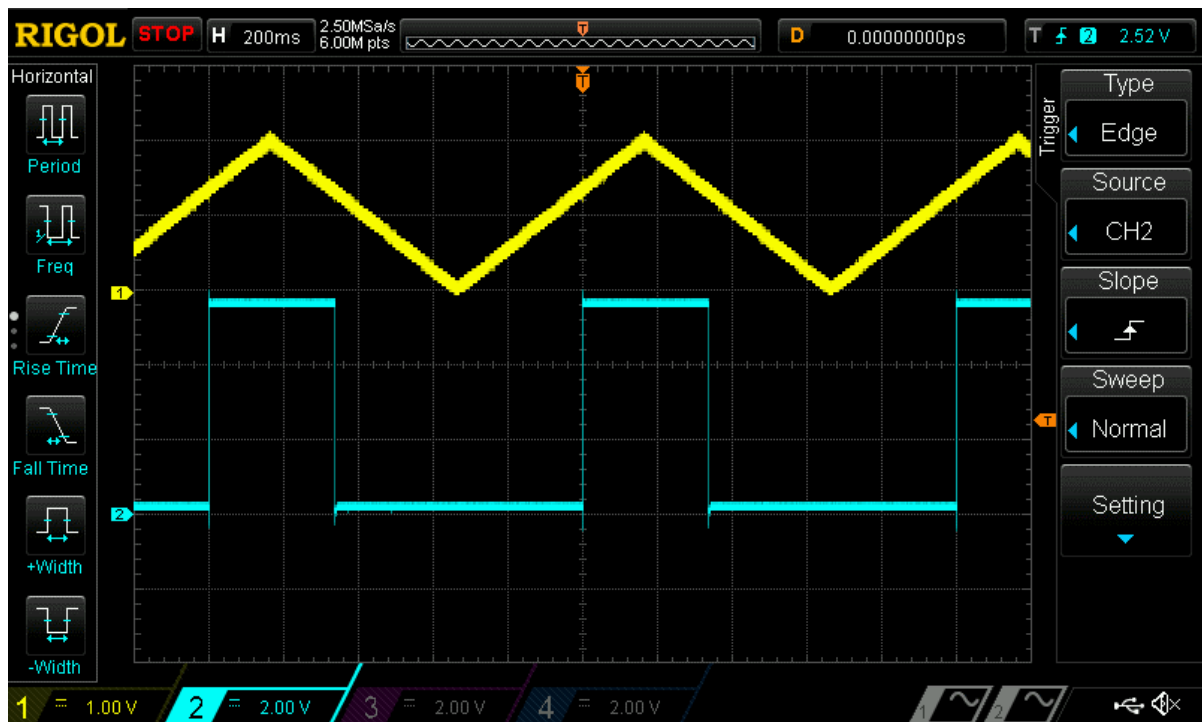 RIGOL STOP H 200ms 2.50MSa/s 6.00M pts T D 0.00000000ps T 2 2.52 V
Horizontal
Period
Freq
Rise Time
Fall Time
+Width
-Width
T
1
2
T
Trigger
Type
Edge
Source
CH2
Slope
Sweep
Normal
Setting
1 1.00 V 2 2.00 V 3 2.00 V 4 2.00 V 1 2